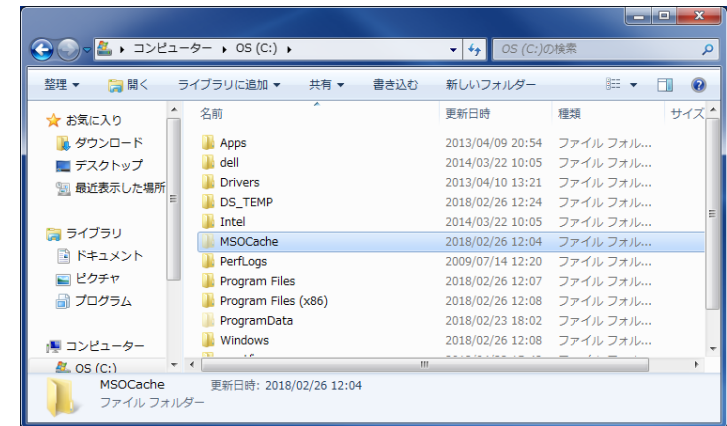 コンピューター ▸ OS (C:) ▸
OS (C:)の検索
整理 ▼ 開く ライブラリに追加 ▼ 共有 ▼ 書き込む 新しいフォルダー
名前 更新日時 種類 サイズ
お気に入り
ダウンロード
デスクトップ
最近表示した場所
ライブラリ
ドキュメント
ピクチャ
プログラム
コンピューター
OS (C:)
Apps 2013/04/09 20:54 ファイル フォル...
dell 2014/03/22 10:05 ファイル フォル...
Drivers 2013/04/10 13:21 ファイル フォル...
DS_TEMP 2018/02/26 12:24 ファイル フォル...
Intel 2014/03/22 10:05 ファイル フォル...
MSOCache 2018/02/26 12:04 ファイル フォル...
PerfLogs 2009/07/14 12:20 ファイル フォル...
Program Files 2018/02/26 12:07 ファイル フォル...
Program Files (x86) 2018/02/26 12:08 ファイル フォル...
ProgramData 2018/02/23 18:02 ファイル フォル...
Windows 2018/02/26 12:08 ファイル フォル...
MSOCache 更新日時: 2018/02/26 12:04
ファイル フォルダー